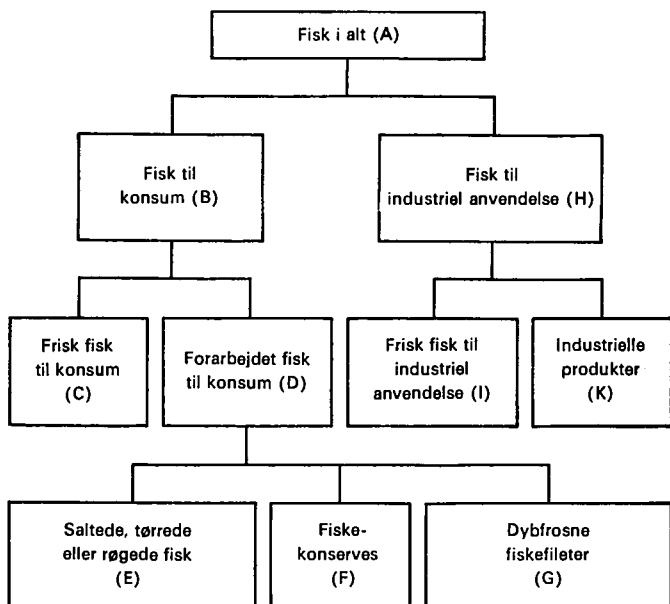 Fisk i alt (A)
Fisk til
konsum (B)
Fisk til
industriel anvendelse (H)
Frisk fisk
til konsum
(C)
Forarbejdet fisk
til konsum (D)
Frisk fisk til
industriel
anvendelse (I)
Industrielle
produkter
(K)
Saltede, tørrede
eller røgede fisk
(E)
Fiske-
konserves
(F)
Dybfrosne
fiskefileter
(G)